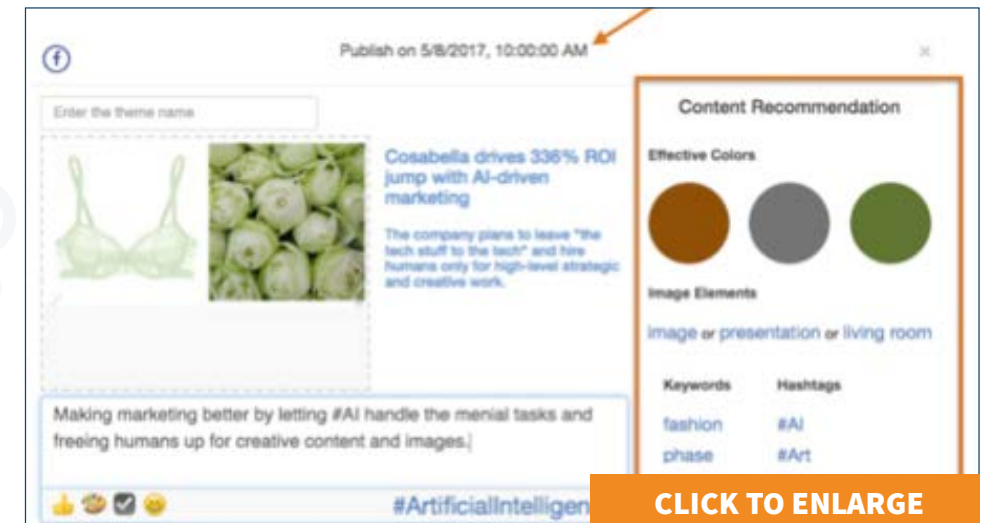 Publish on 5/8/2017, 10:00:00 AM
×
Enter the theme name
Cosabella drives 336% ROI
jump with AI-driven
marketing
The company plans to leave "the
tech stuff to the tech" and hire
humans only for high-level strategic
and creative work.
Making marketing better by letting #AI handle the menial tasks and
freeing humans up for creative content and images.
#ArtificialIntelligen
Content Recommendation
Effective Colors
Image Elements
image or presentation or living room
Keywords Hashtags
fashion #AI
phase #Art
CLICK TO ENLARGE